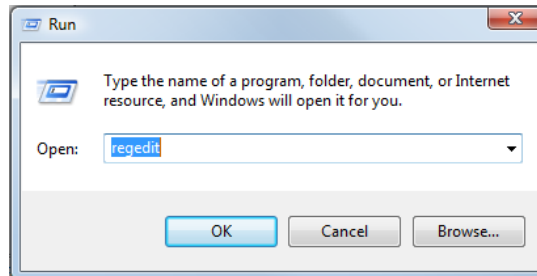 Run
Type the name of a program, folder, document, or Internet
resource, and Windows will open it for you.
Open: regedit
OK Cancel Browse...